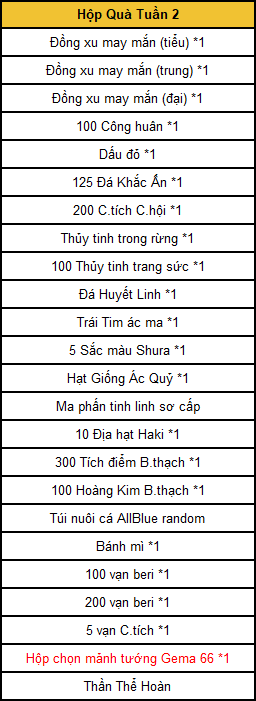 Hộp Quà Tuần 2
Đồng xu may mắn (tiểu) *1
Đồng xu may mắn (trung) *1
Đồng xu may mắn (đại) *1
100 Công huân *1
Dấu đỏ *1
125 Đá Khắc Ấn *1
200 C.tích C.hội *1
Thủy tinh trong rừng *1
100 Thủy tinh trang sức *1
Đá Huyết Linh *1
Trái Tim ác ma *1
5 Sắc màu Shura *1
Hạt Giống Ác Quỷ *1
Ma phấn tinh linh sơ cấp
10 Địa hạt Haki *1
300 Tích điểm B.thạch *1
100 Hoàng Kim B.thạch *1
Túi nuôi cá AllBlue random
Bánh mì *1
100 vạn beri *1
200 vạn beri *1
5 vạn C.tích *1
Hộp chọn mảnh tướng Gema 66 *1
Thần Thể Hoàn